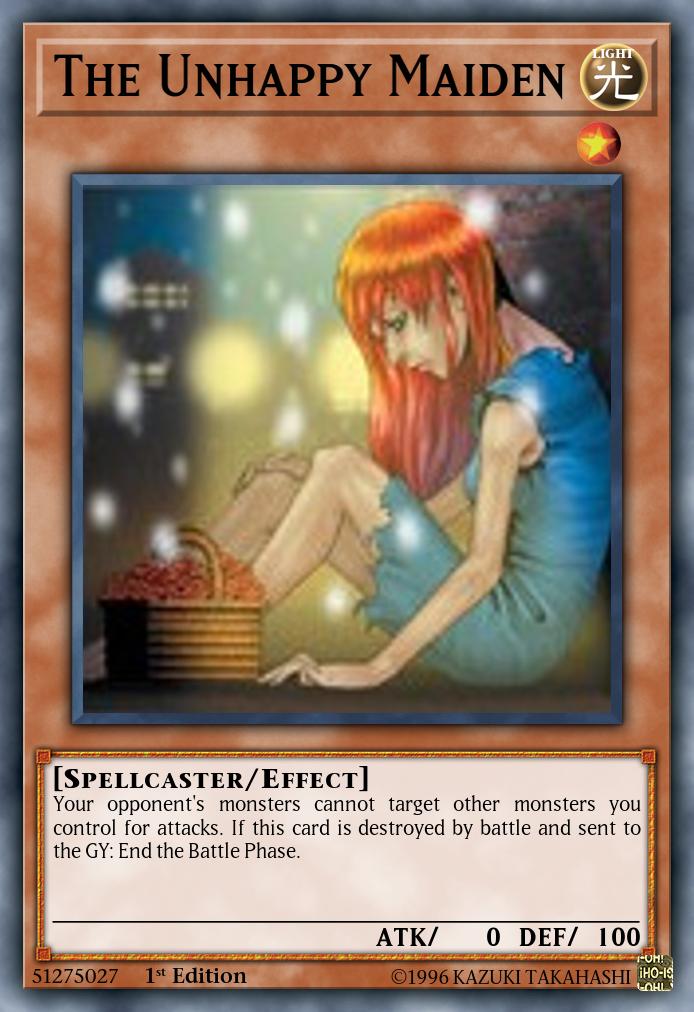 The Unhappy Maiden
LIGHT
光
[Spellcaster/Effect]
Your opponent's monsters cannot target other monsters you
control for attacks. If this card is destroyed by battle and sent to
the GY: End the Battle Phase.
ATK/ 0 DEF/ 100
51275027 1st Edition ©1996 KAZUKI TAKAHASHI